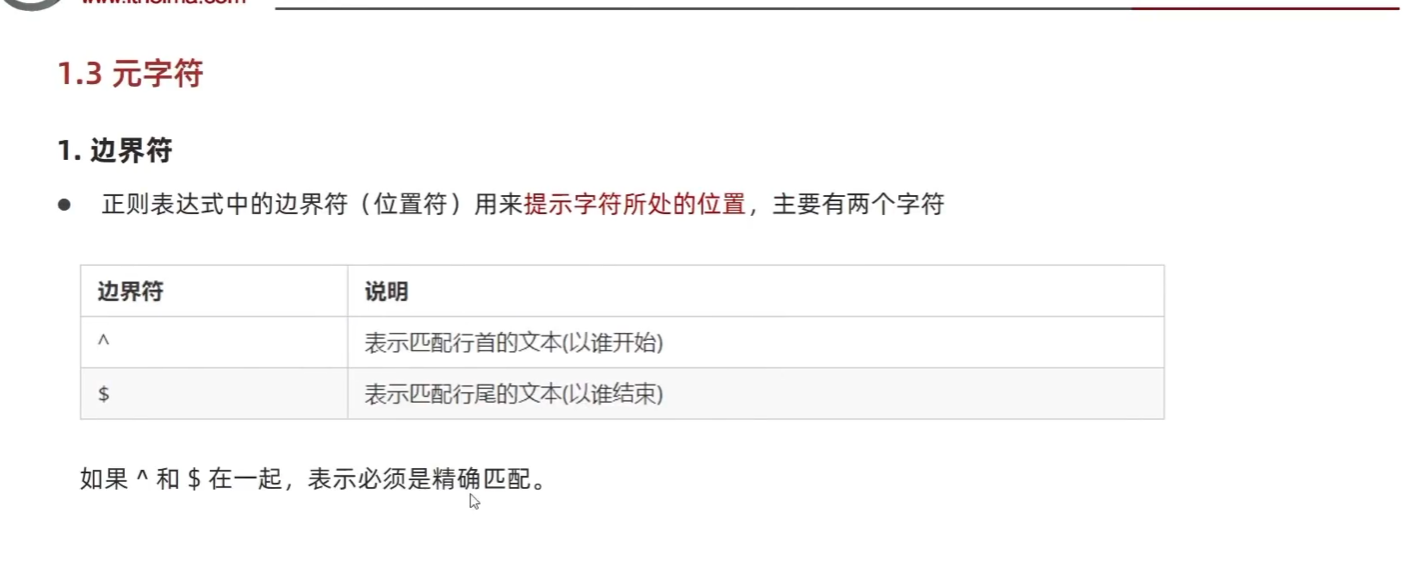 1.3 元字符
1. 边界符
● 正则表达式中的边界符（位置符）用来提示字符所处的位置，主要有两个字符
边界符 说明
^ 表示匹配行首的文本(以谁开始)
$ 表示匹配行尾的文本(以谁结束)
如果 ^ 和 $ 在一起，表示必须是精确匹配。